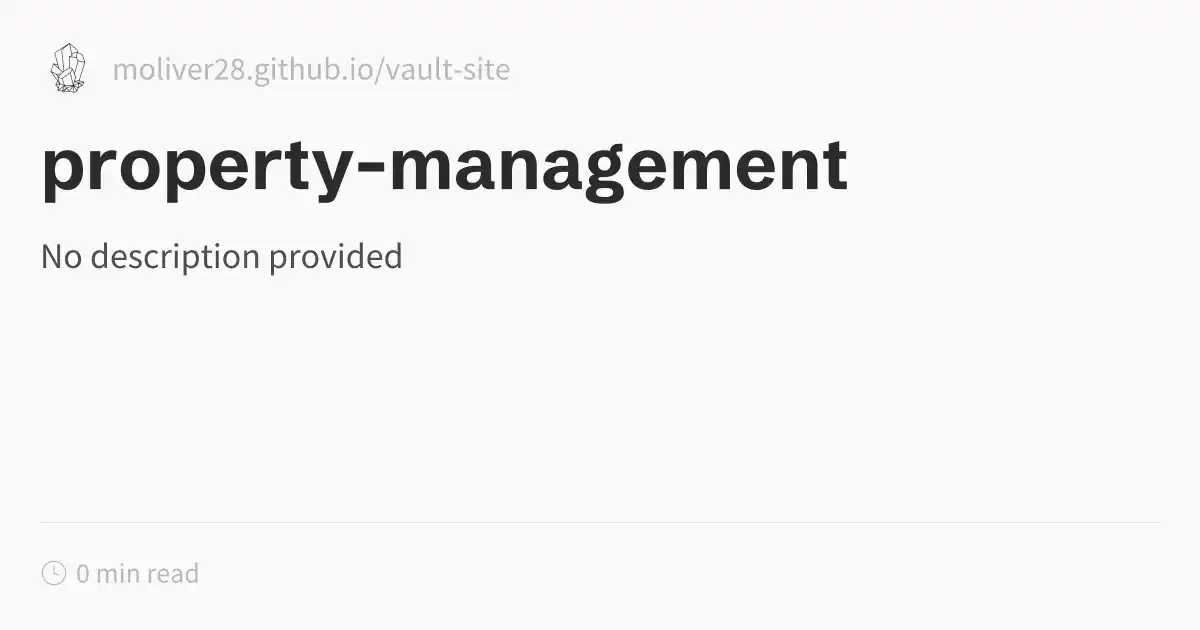 moliver28.github.io/vault-site
property-management
No description provided
0 min read